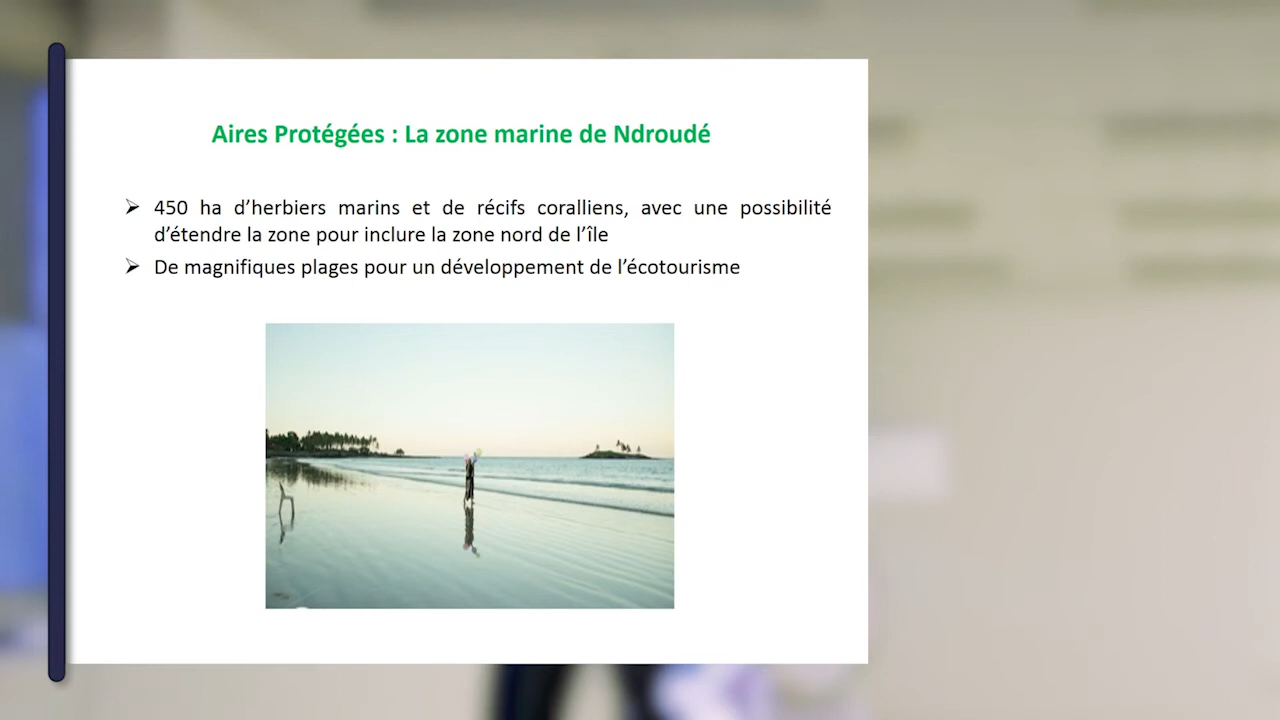 Aires Protégées : La zone marine de Ndroudé
➢ 450 ha d’herbiers marins et de récifs coralliens, avec une possibilité
d’étendre la zone pour inclure la zone nord de l’île
➢ De magnifiques plages pour un développement de l’écotourisme